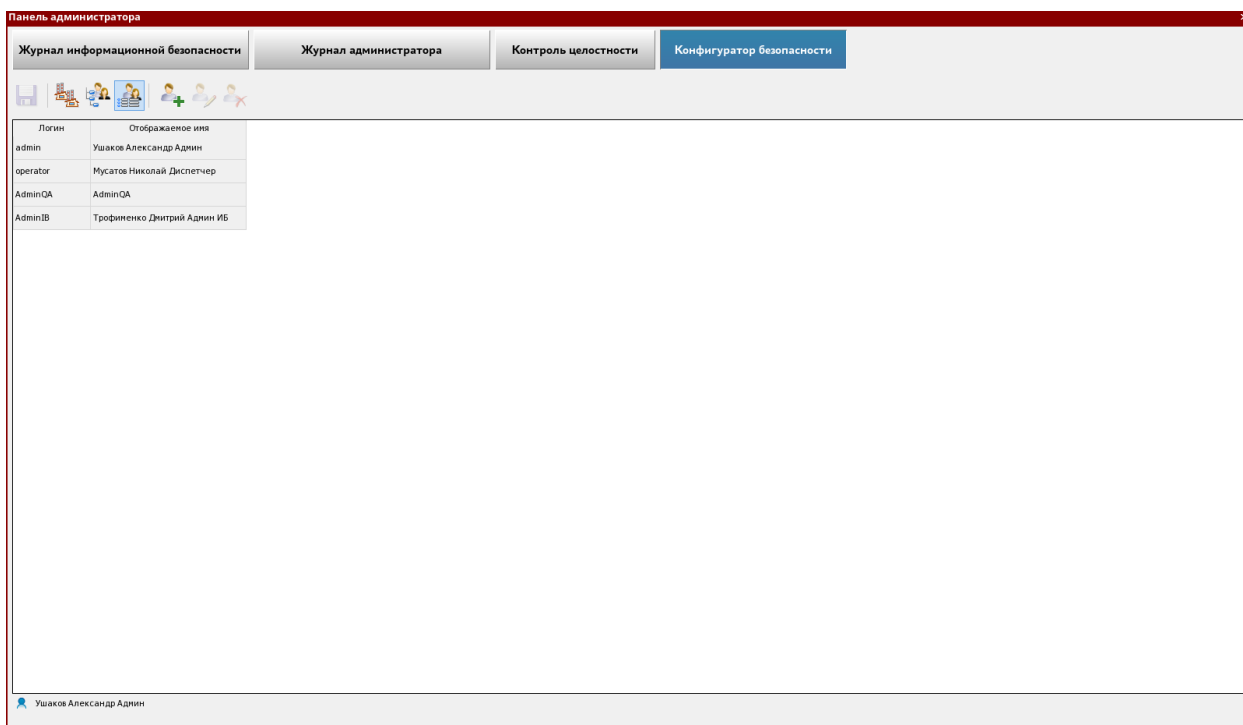 Панель администратора
Журнал информационной безопасности Журнал администратора Контроль целостности Конфигуратор безопасности
Логин Отображаемое имя
admin Ушаков Александр Админ
operator Мусатов Николай Диспетчер
AdminQA AdminQA
AdminIB Трофименко Дмитрий Админ ИБ
Ушаков Александр Админ